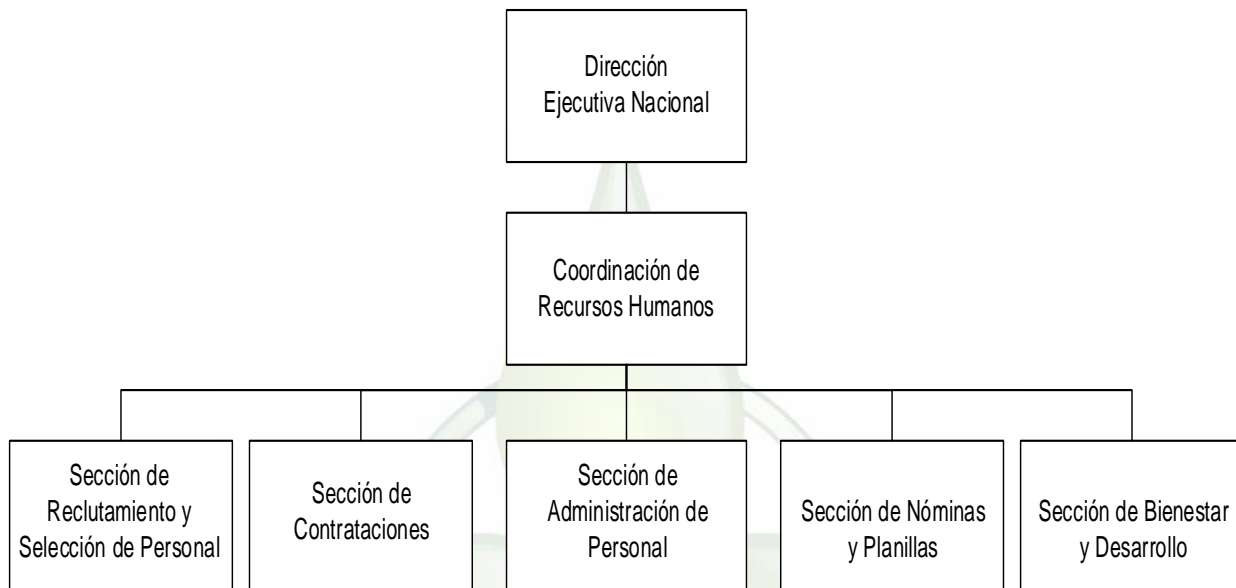 Dirección
Ejecutiva Nacional
Coordinación de
Recursos Humanos
Sección de
Reclutamiento y
Selección de Personal
Sección de
Contrataciones
Sección de
Administración de
Personal
Sección de Nóminas
y Planillas
Sección de Bienestar
y Desarrollo